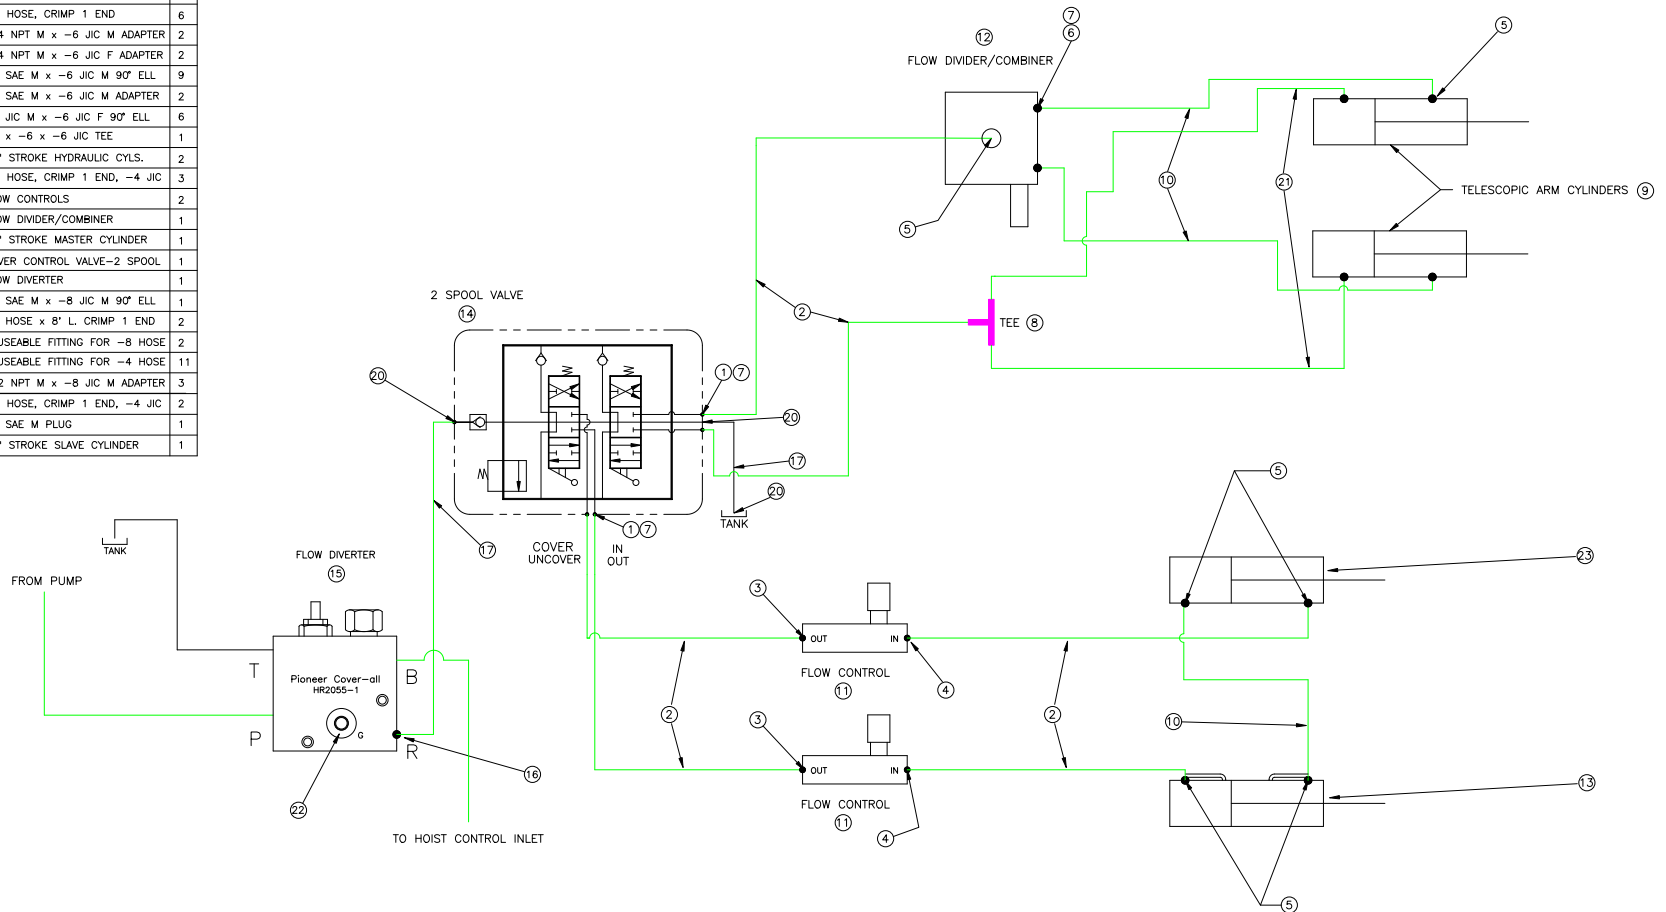 HOSE, CRIMP 1 END 6
4 NPT M x -6 JIC M ADAPTER 2
4 NPT M x -6 JIC F ADAPTER 2
SAE M x -6 JIC M 90° ELL 9
SAE M x -6 JIC M ADAPTER 2
JIC M x -6 JIC F 90° ELL 6
x -6 x -6 JIC TEE 1
" STROKE HYDRAULIC CYLS. 2
HOSE, CRIMP 1 END, -4 JIC 3
OW CONTROLS 2
OW DIVIDER/COMBINER 1
" STROKE MASTER CYLINDER 1
VER CONTROL VALVE-2 SPOOL 1
OW DIVERTER 1
SAE M x -8 JIC M 90° ELL 1
HOSE x 8' L. CRIMP 1 END 2
USEABLE FITTING FOR -8 HOSE 2
USEABLE FITTING FOR -4 HOSE 11
2 NPT M x -8 JIC M ADAPTER 3
HOSE, CRIMP 1 END, -4 JIC 2
SAE M PLUG 1
" STROKE SLAVE CYLINDER 1
7
6
12
FLOW DIVIDER/COMBINER
5
5
10
21
TELESCOPIC ARM CYLINDERS 9
2
TEE 8
2 SPOOL VALVE
14
20
1 7
20
17
20
TANK
1 7
17
COVER
UNCOVER
IN
OUT
TANK
FROM PUMP
FLOW DIVERTER
15
T
B
P
R
Pioneer Cover-all
HR2055-1
G
22
16
TO HOIST CONTROL INLET
3
OUT
IN
FLOW CONTROL
11
4
2
2
3
OUT
IN
FLOW CONTROL
11
4
5
23
10
13
5